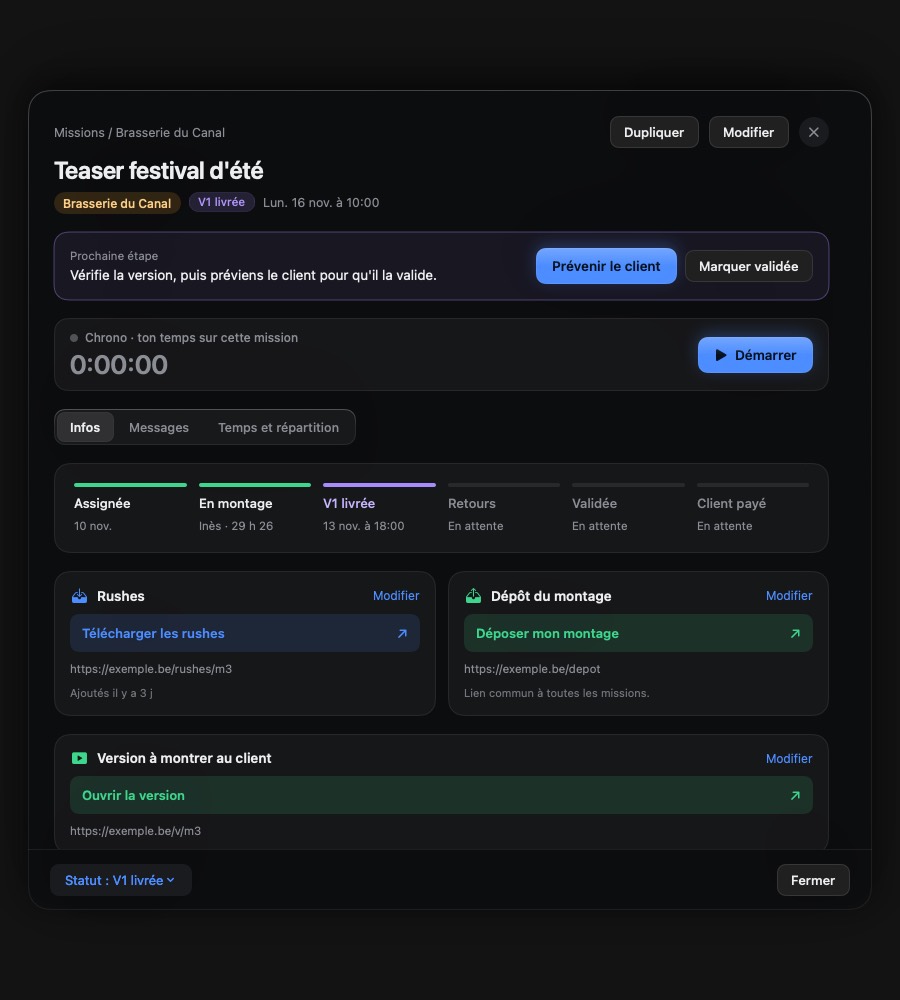 Missions / Brasserie du Canal
Dupliquer
Modifier
Teaser festival d'été
Brasserie du Canal
V1 livrée
Lun. 16 nov. à 10:00
Prochaine étape
Vérifie la version, puis préviens le client pour qu'il la valide.
Prévenir le client
Marquer validée
Chrono · ton temps sur cette mission
0:00:00
Démarrer
Infos
Messages
Temps et répartition
Assignée
10 nov.
En montage
Inès · 29 h 26
V1 livrée
13 nov. à 18:00
Retours
En attente
Validée
En attente
Client payé
En attente
Rushes
Modifier
Télécharger les rushes
https://exemple.be/rushes/m3
Ajoutés il y a 3 j
Dépôt du montage
Modifier
Déposer mon montage
https://exemple.be/depot
Lien commun à toutes les missions.
Version à montrer au client
Modifier
Ouvrir la version
https://exemple.be/v/m3
Statut : V1 livrée
Fermer